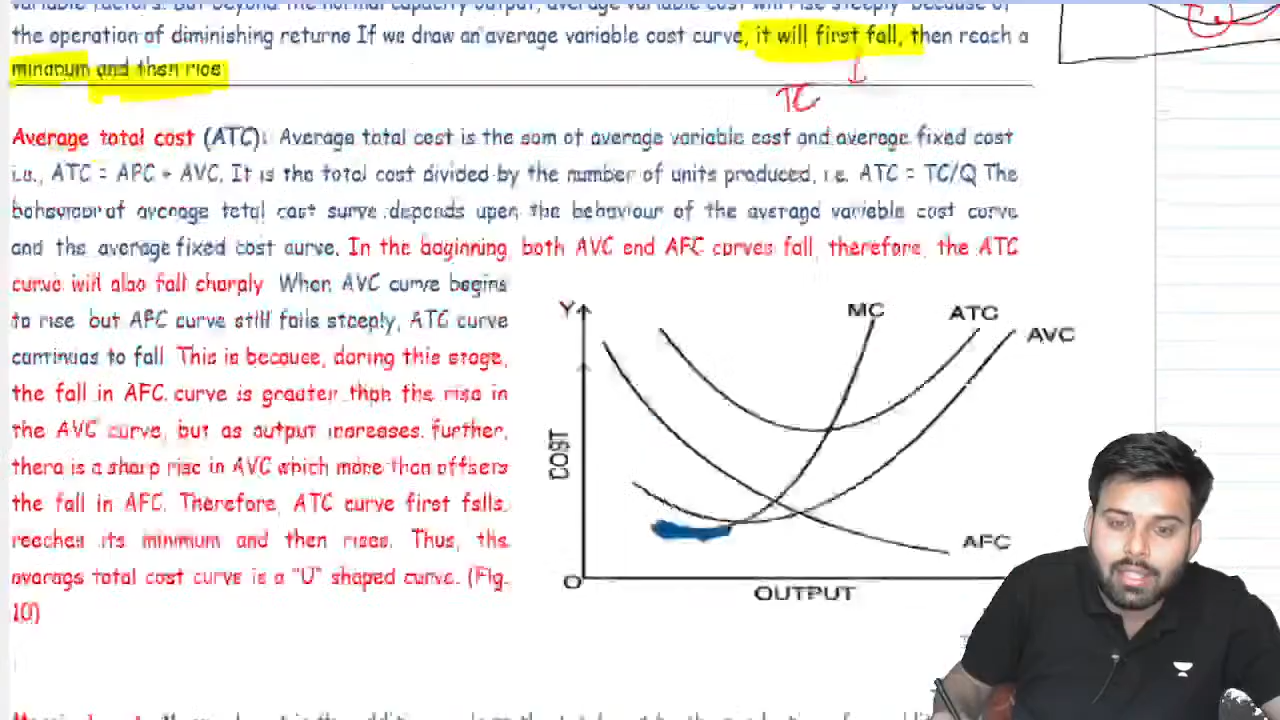 the operation of diminishing returns If we draw an average variable cost curve, it will first fall, then reach a
minimum and then rise
TC
Average total cost (ATC): Average total cost is the sum of average variable cost and average fixed cost
i.e., ATC = AFC + AVC. It is the total cost divided by the number of units produced, i.e. ATC = TC/Q The
behaviour of average total cost curve depends upon the behaviour of the average variable cost curve
and the average fixed cost curve. In the beginning, both AVC and AFC curves fall, therefore, the ATC
curve will also fall sharply When AVC curve begins
to rise but AFC curve still falls steeply, ATC curve
continues to fall This is because, during this stage,
the fall in AFC curve is greater than the rise in
the AVC curve, but as output increases further,
there is a sharp rise in AVC which more than offsets
the fall in AFC. Therefore, ATC curve first falls,
reaches its minimum and then rises. Thus, the
average total cost curve is a "U" shaped curve. (Fig.
10)
Y
MC
ATC
AVC
COST
AFC
O
OUTPUT